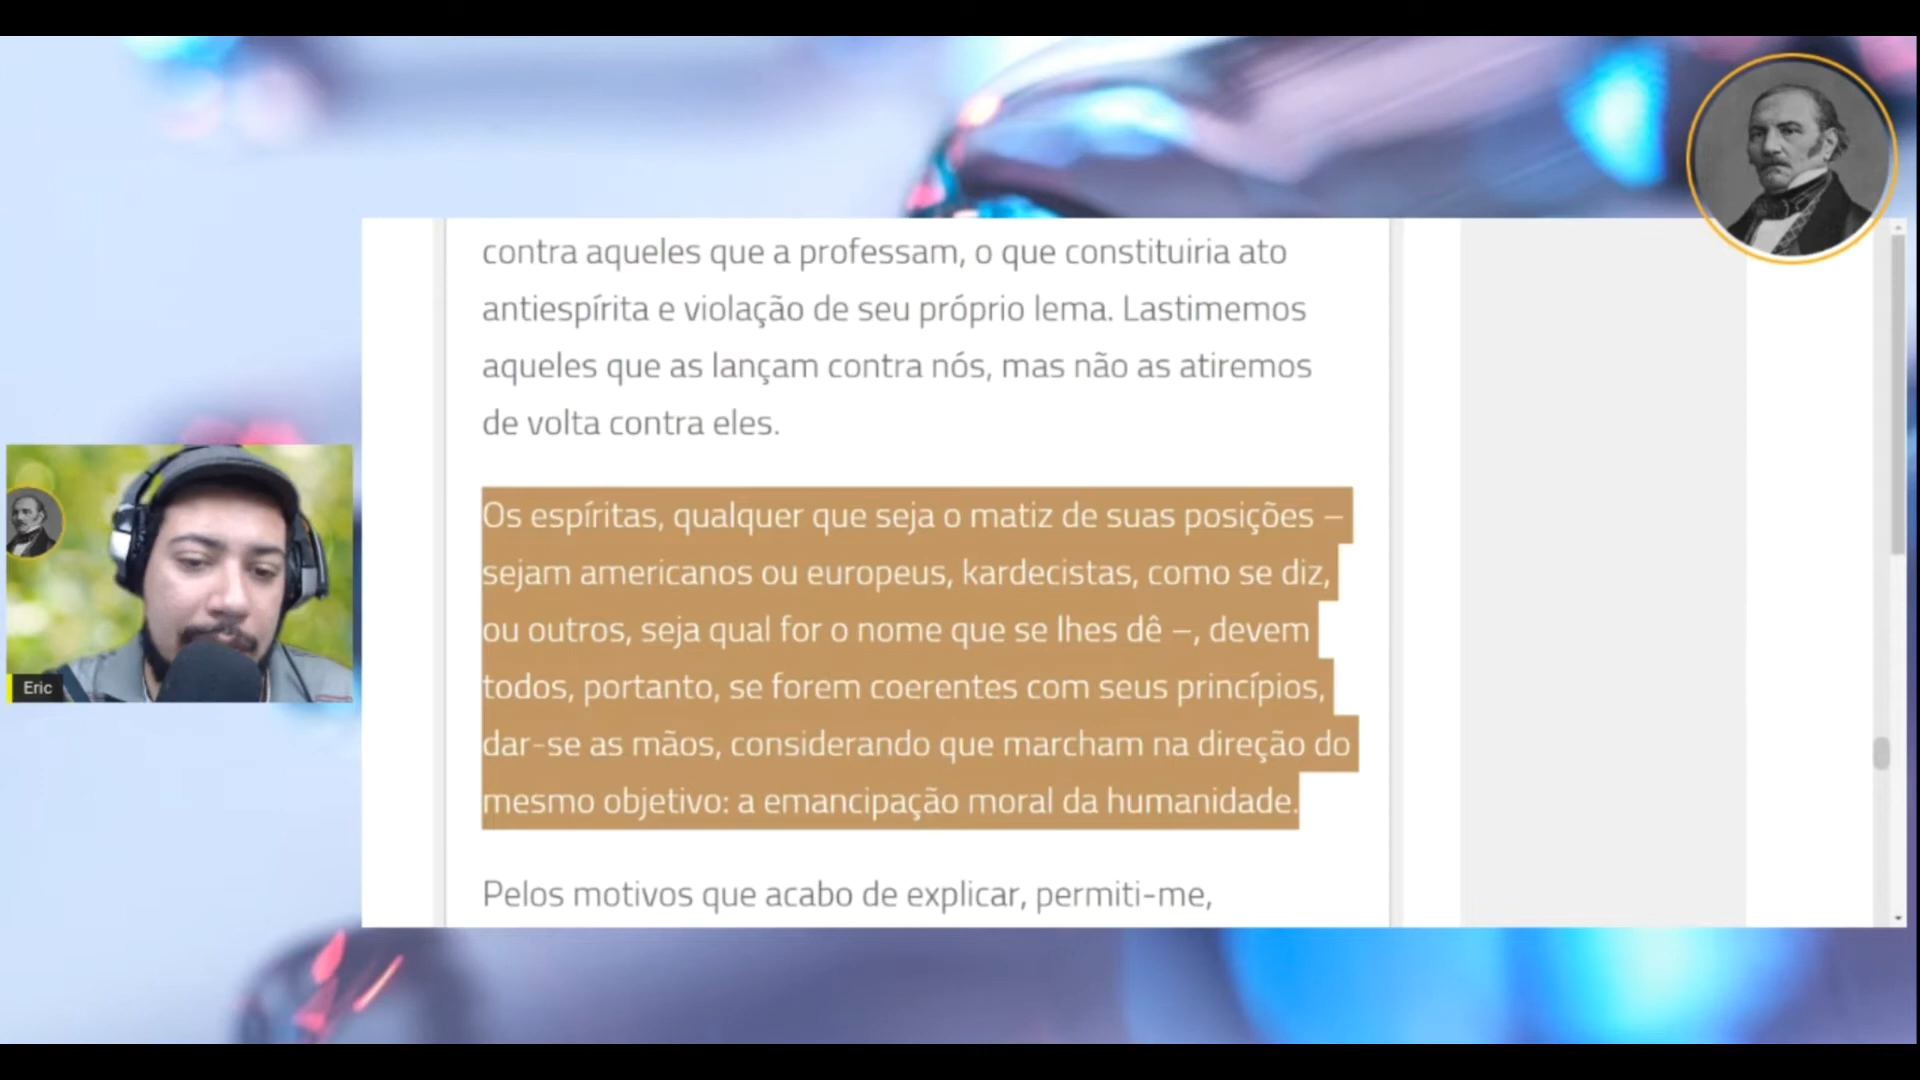 contra aqueles que a professam, o que constituiria ato
antiespírita e violação de seu próprio lema. Lastimemos
aqueles que as lançam contra nós, mas não as atiremos
de volta contra eles.
Os espíritas, qualquer que seja o matiz de suas posições –
sejam americanos ou europeus, kardecistas, como se diz,
ou outros, seja qual for o nome que se lhes dê –, devem
todos, portanto, se forem coerentes com seus princípios,
dar-se as mãos, considerando que marcham na direção do
mesmo objetivo: a emancipação moral da humanidade.
Pelos motivos que acabo de explicar, permiti-me,
Eric